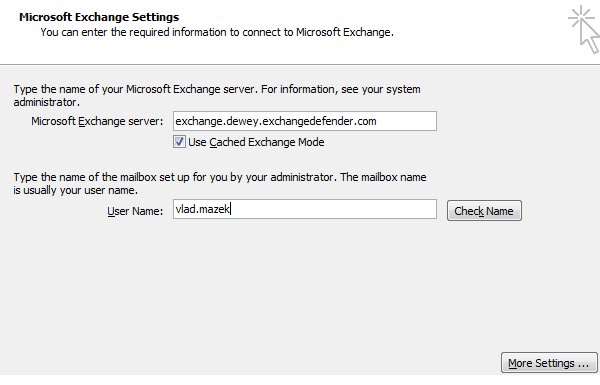 Microsoft Exchange Settings
You can enter the required information to connect to Microsoft Exchange.
Type the name of your Microsoft Exchange server. For information, see your system
administrator.
Microsoft Exchange server: exchange.dewey.exchangedefender.com
Use Cached Exchange Mode
Type the name of the mailbox set up for you by your administrator. The mailbox name
is usually your user name.
User Name: vlad.mazek Check Name
More Settings ...